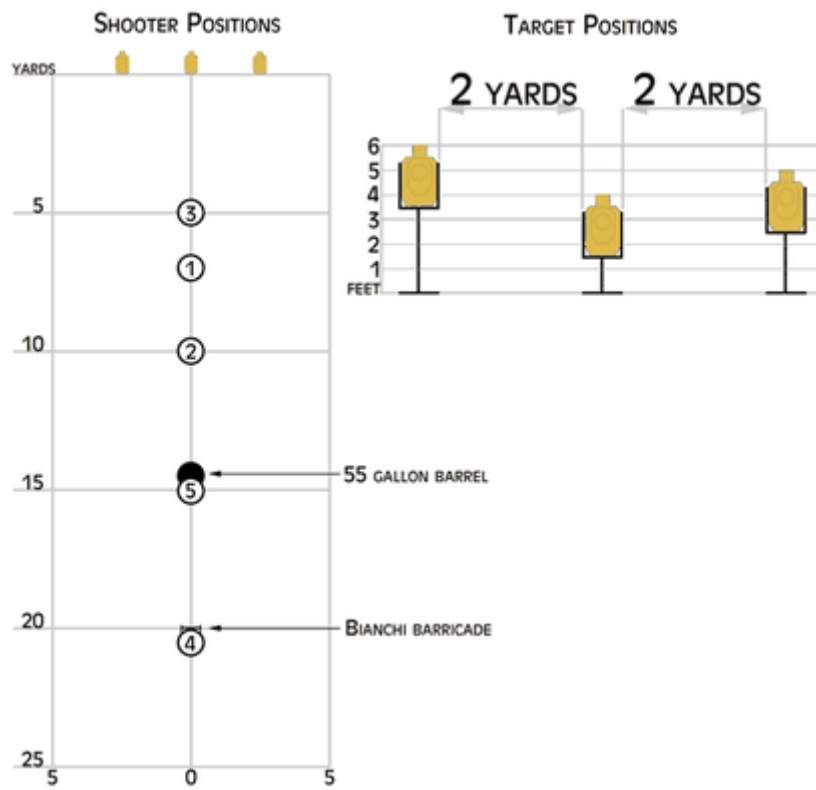 Shooter Positions
YARDS
5
3
1
10
2
55 GALLON BARREL
15
5
20
Bianchi BARRICADE
4
25
5 0 5
Target Positions
2 YARDS 2 YARDS
6
5
4
3
2
1
FEET